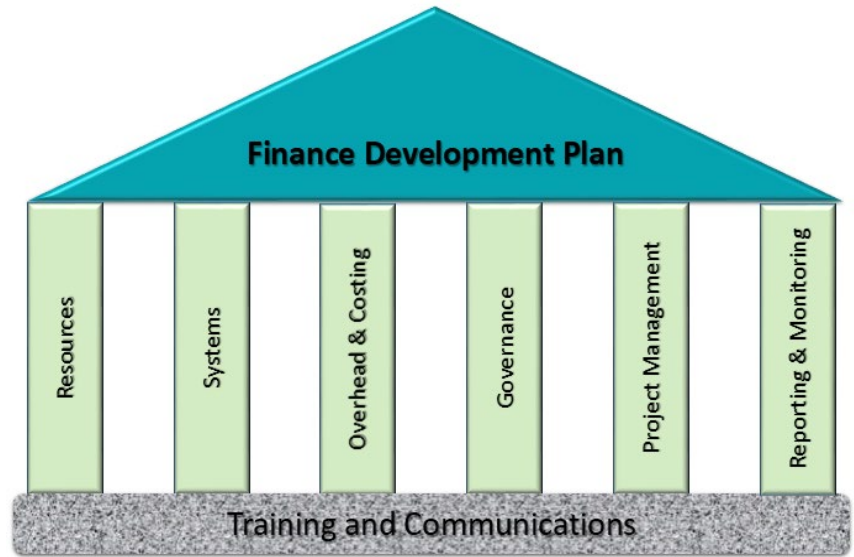 Finance Development Plan
Resources
Systems
Overhead & Costing
Governance
Project Management
Reporting & Monitoring
Training and Communications